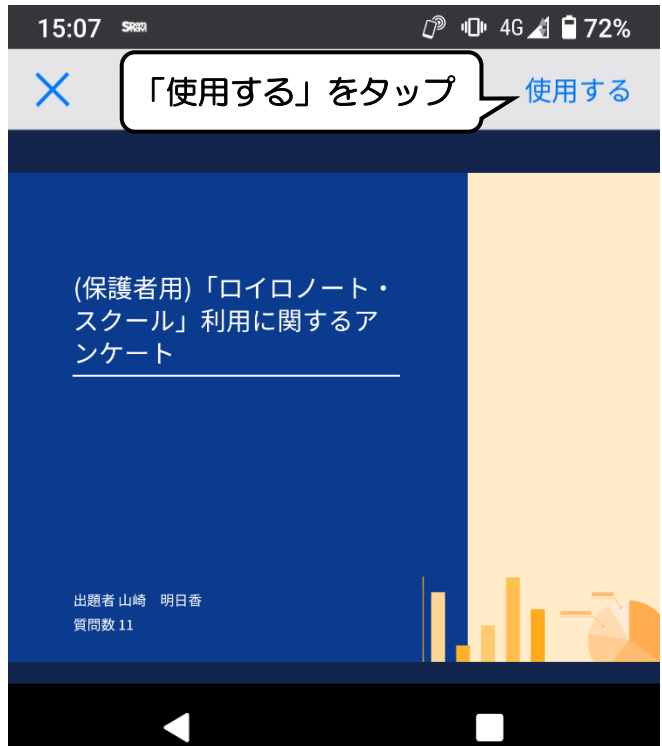 15:07 4G 72%
「使用する」をタップ 使用する
(保護者用)「ロイロノート・
スクール」利用に関するア
ンケート
出題者 山崎　明日香
質問数 11